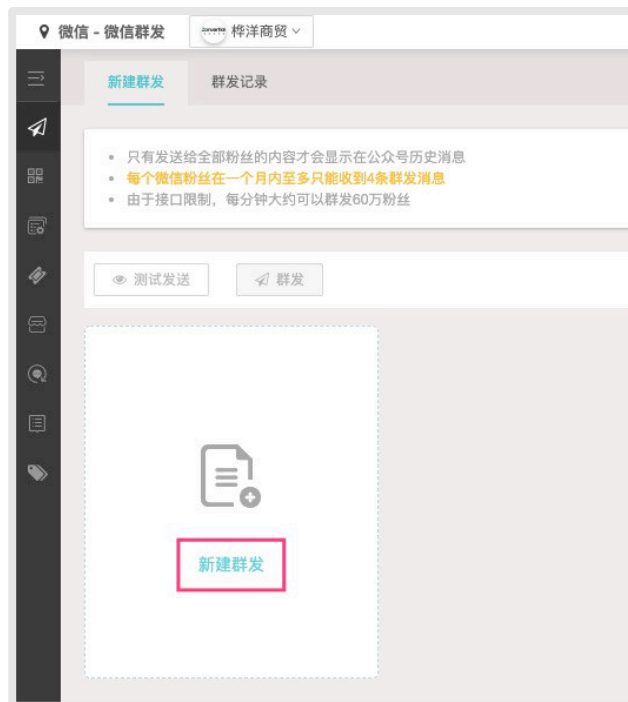 微信 - 微信群发
Convertlab 桦洋商贸
新建群发 群发记录
只有发送给全部粉丝的内容才会显示在公众号历史消息
每个微信粉丝在一个月内至多只能收到4条群发消息
由于接口限制，每分钟大约可以群发60万粉丝
测试发送 群发
新建群发